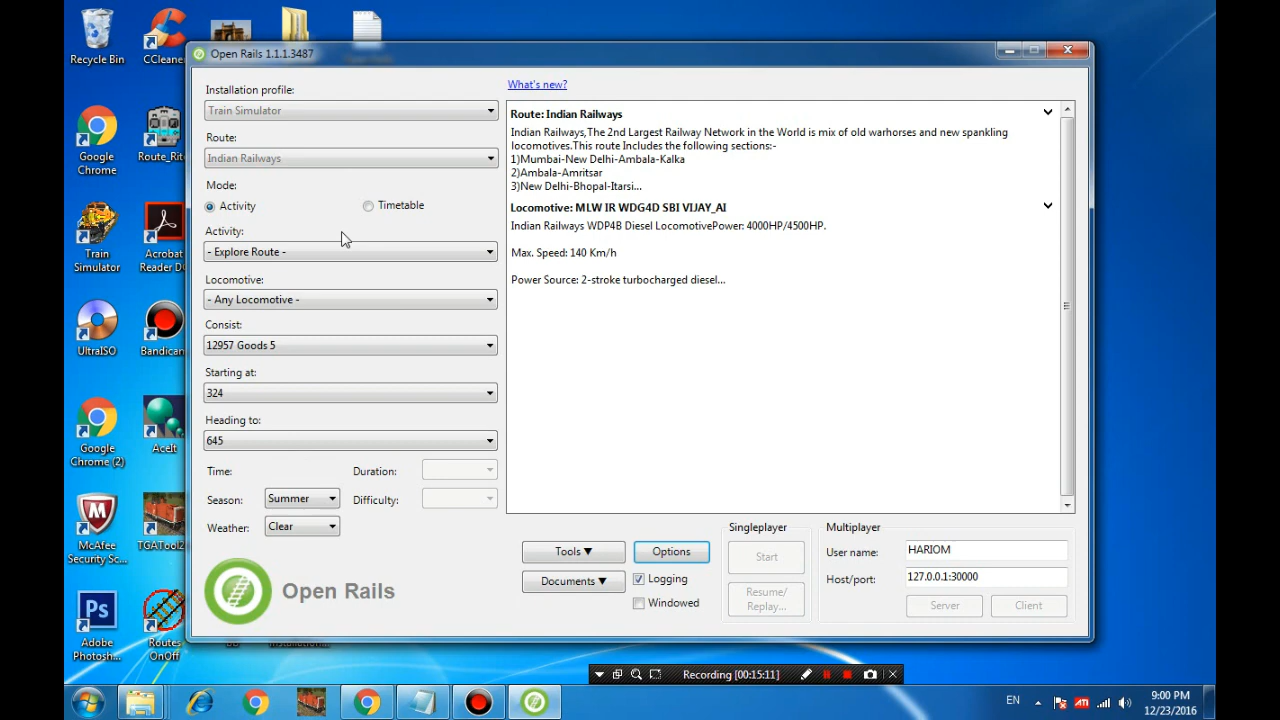 Recycle Bin
CCleane
Google
Chrome
Route_Rit
Train
Simulator
Acrobat
Reader D
UltraISO
Bandican
Google
Chrome (2)
AceIt
McAfee
Security Sc...
TGATool2
Adobe
Photosh...
Routes
OnOff
Open Rails 1.1.1.3487
Installation profile:
Train Simulator
Route:
Indian Railways
Mode:
Activity
Timetable
Activity:
- Explore Route -
Locomotive:
- Any Locomotive -
Consist:
12957 Goods 5
Starting at:
324
Heading to:
645
Time:
Duration:
Season:
Summer
Difficulty:
Weather:
Clear
Open Rails
What's new?
Route: Indian Railways
Indian Railways,The 2nd Largest Railway Network in the World is mix of old warhorses and new spankling
locomotives.This route Includes the following sections:-
1)Mumbai-New Delhi-Ambala-Kalka
2)Ambala-Amritsar
3)New Delhi-Bhopal-Itarsi...
Locomotive: MLW IR WDG4D SBI VIJAY_AI
Indian Railways WDP4B Diesel LocomotivePower: 4000HP/4500HP.
Max. Speed: 140 Km/h
Power Source: 2-stroke turbocharged diesel...
Tools ▼
Options
Documents ▼
Logging
Windowed
Singleplayer
Start
Resume/
Replay...
Multiplayer
User name:
HARIOM
Host/port:
127.0.0.1:30000
Server
Client
Recording [00:15:11]
EN
ATI
9:00 PM
12/23/2016